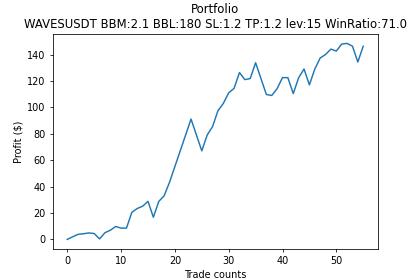 Portfolio
WAVESUSDT BBM:2.1 BBL:180 SL:1.2 TP:1.2 lev:15 WinRatio:71.0
140
120
100
80
60
40
20
0
Profit ($)
0 10 20 30 40 50
Trade counts